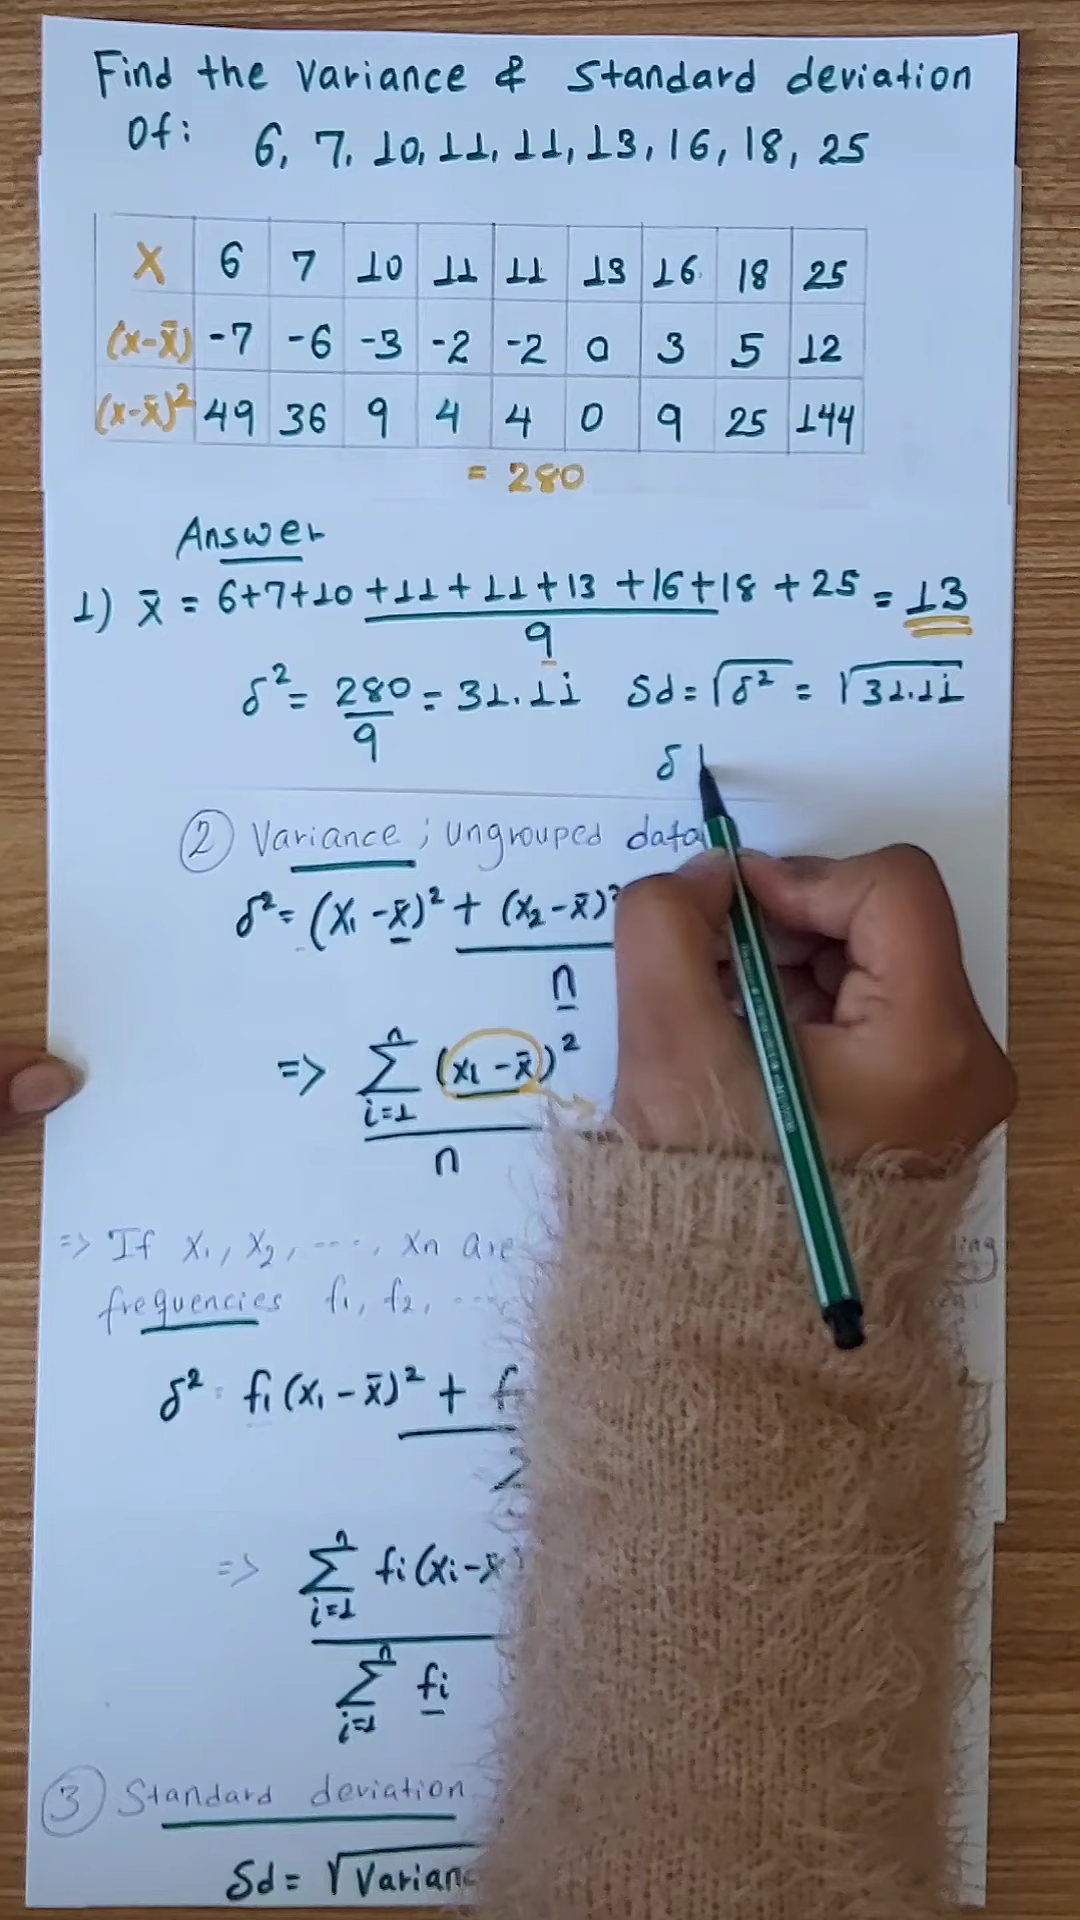 Find the Variance & Standard deviation
Of: 6, 7, 10, 11, 11, 13, 16, 18, 25
X 6 7 10 11 11 13 16 18 25
(x-x̄) -7 -6 -3 -2 -2 0 3 5 12
(x-x̄)² 49 36 9 4 4 0 9 25 144
= 280
Answer
1) x̄ = 6+7+10+11+11+13+16+18+25 = 13
9
δ² = 280 = 31.11 Sd = √δ² = √31.11
9
δ
② Variance ; ungrouped data
δ² = (x₁ - x̄)² + (x₂ - x̄)²
n
=> ∑ (x₁ - x̄)²
i=1
n
=> If x₁, x₂, ...., xn are
frequencies f₁, f₂, ....
δ² = f₁(x₁ - x̄)² + f
=> n
∑ fi(xi - x̄)
i=1
n
∑ fi
i=1
③ Standard deviation
Sd = √